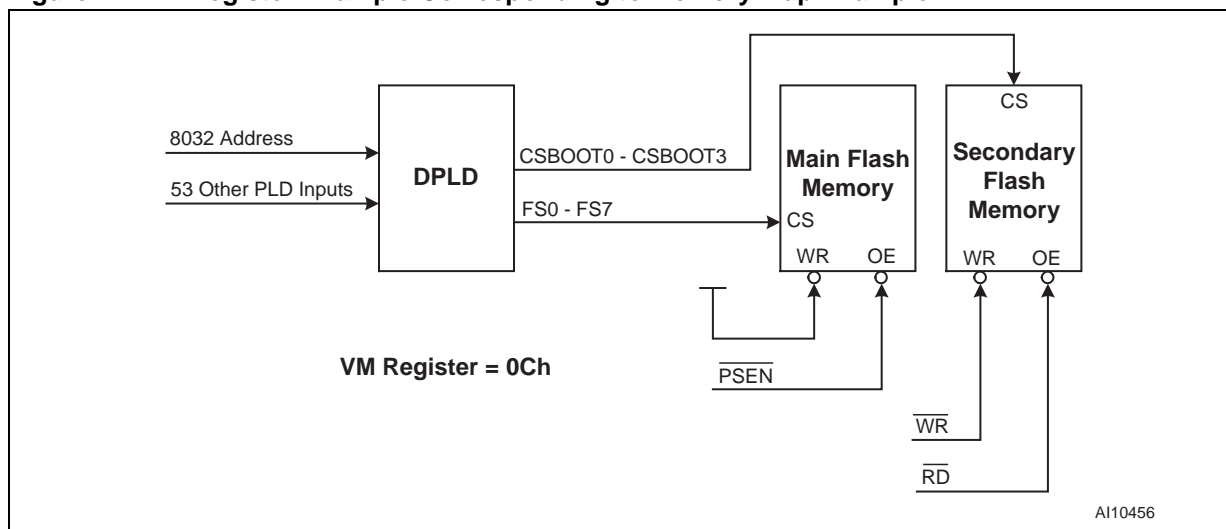 8032 Address
53 Other PLD Inputs
DPLD
CSBOOT0 - CSBOOT3
FS0 - FS7
Main Flash
Memory
CS
WR OE
CS
Secondary
Flash
Memory
WR OE
VM Register = 0Ch
PSEN
WR
RD
AI10456